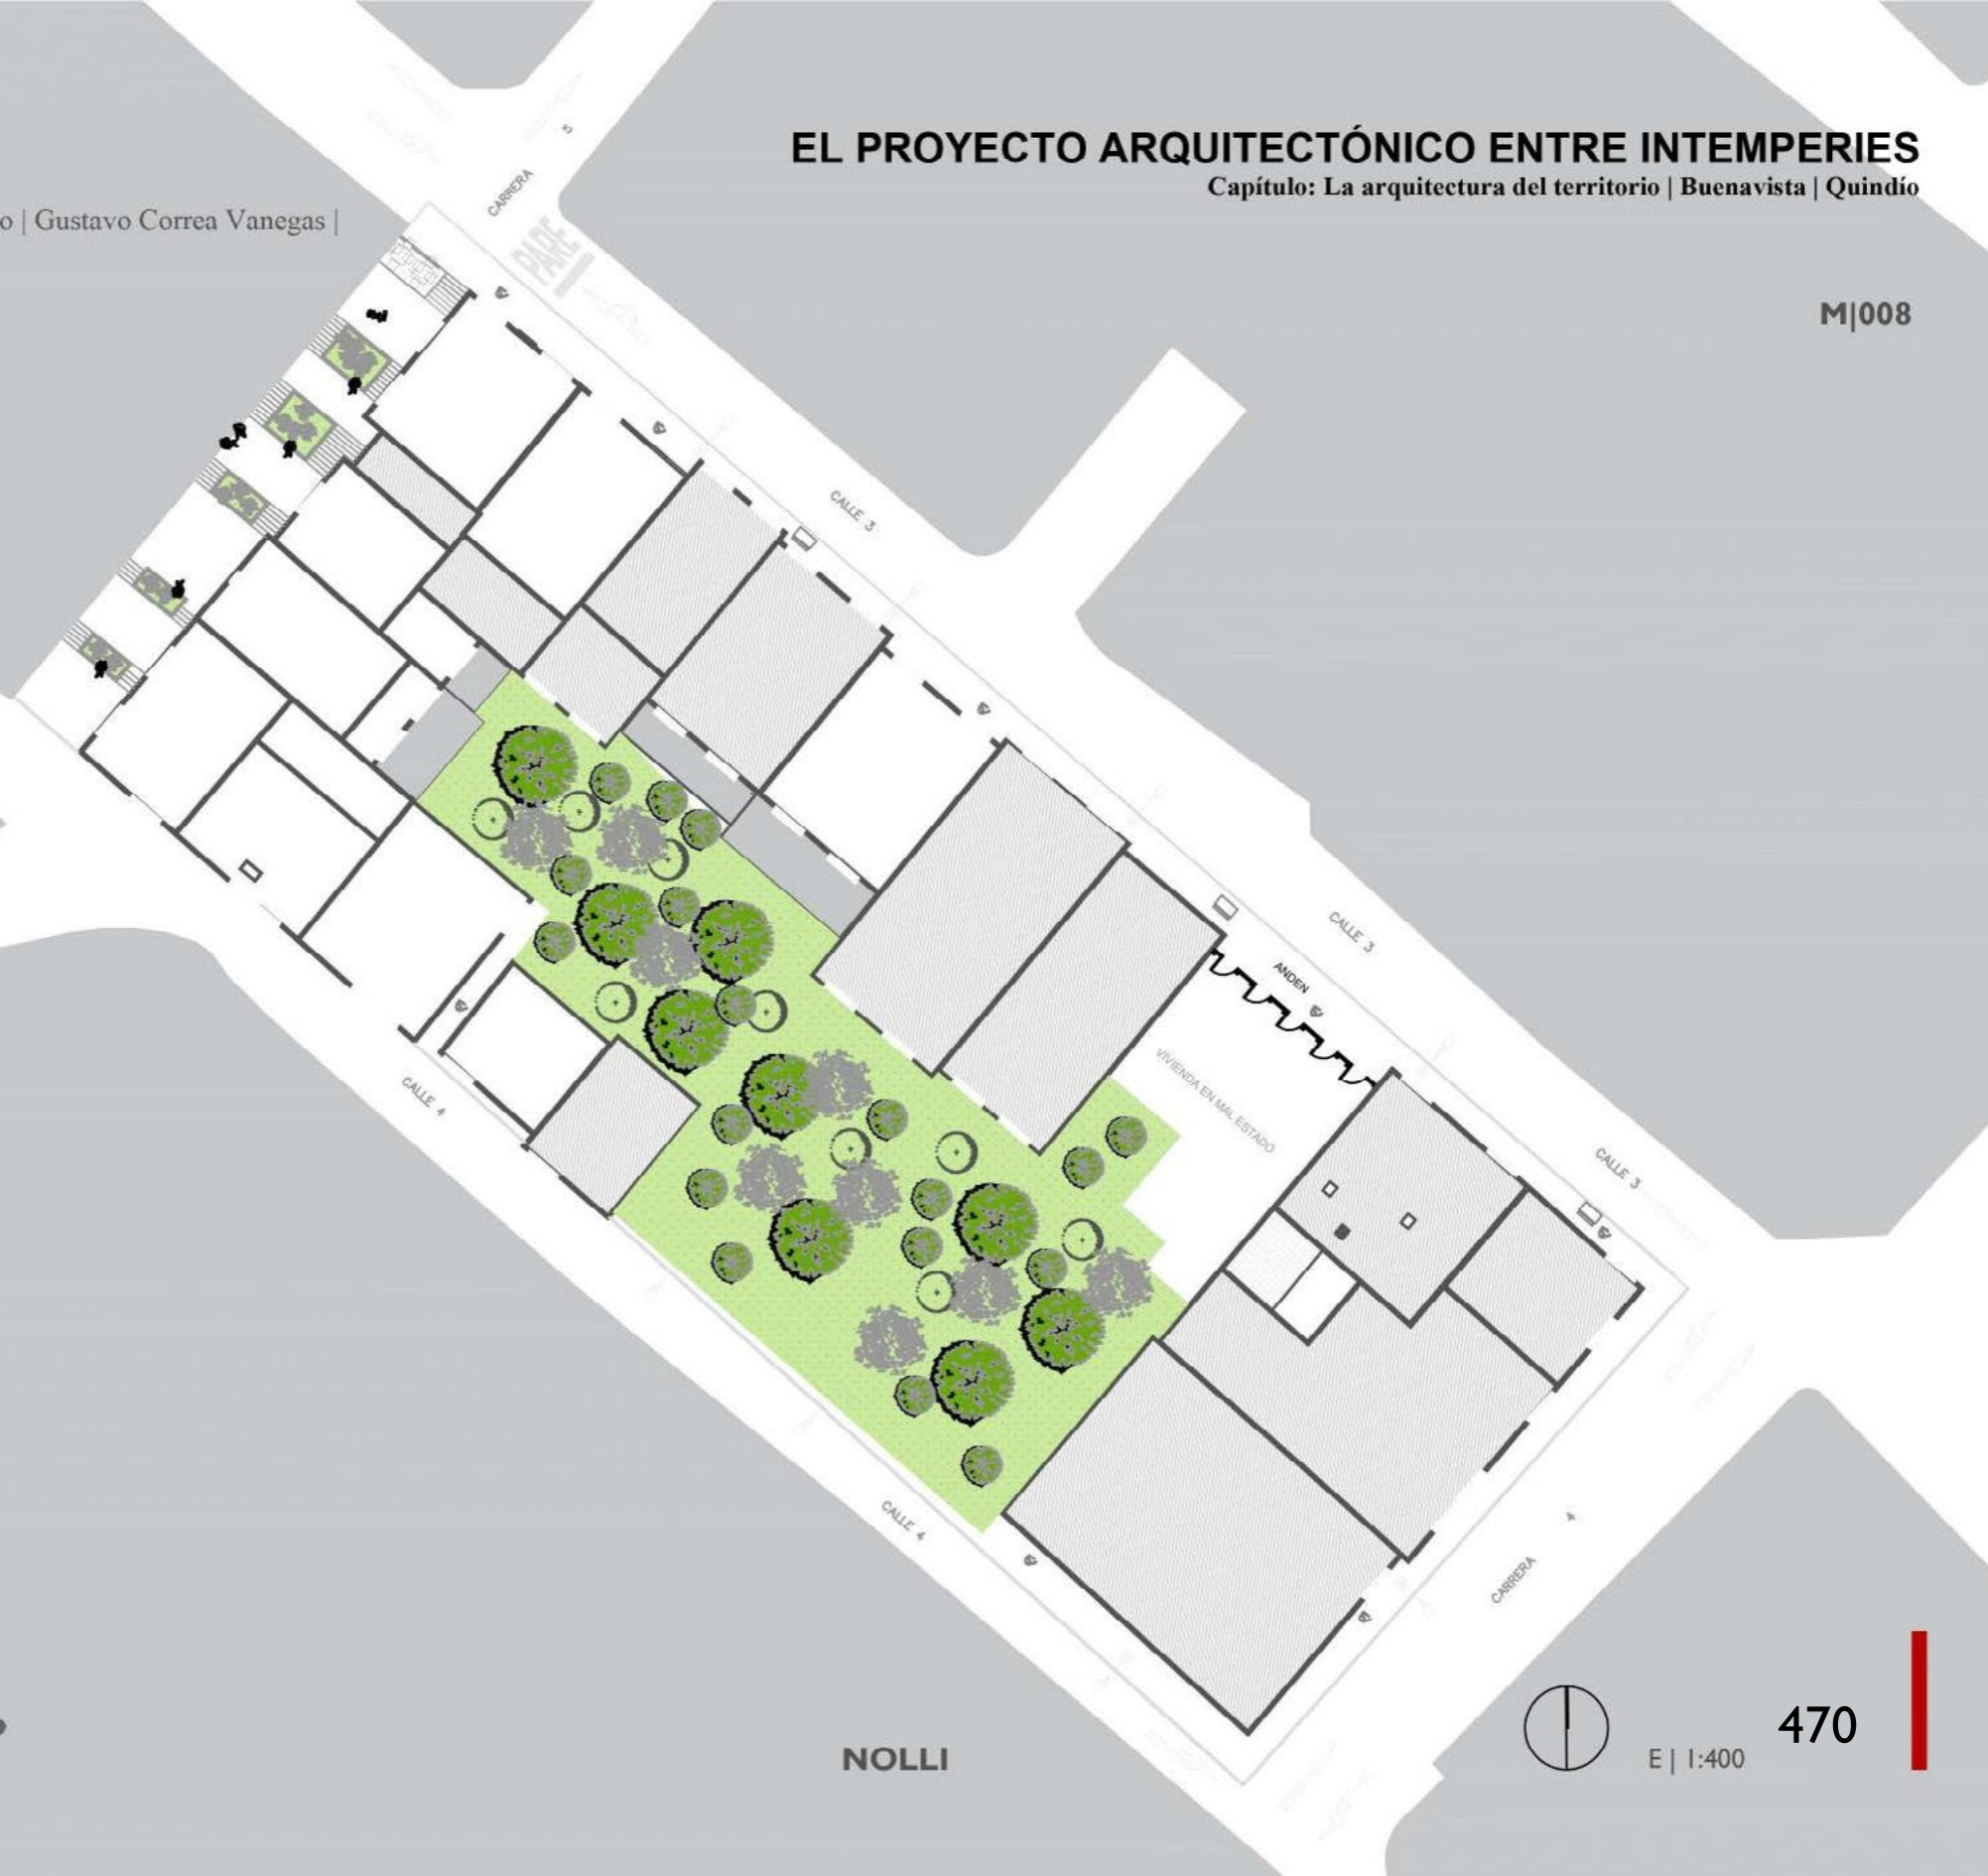 EL PROYECTO ARQUITECTÓNICO ENTRE INTEMPERIES
Capítulo: La arquitectura del territorio | Buenavista | Quindío
o | Gustavo Correa Vanegas |
M|008
CARRERA 5
PARE
CALLE 3
CALLE 3
ANDEN
VIVIENDA EN MAL ESTADO
CALLE 3
CALLE 4
CALLE 4
CARRERA 4
NOLLI
E | 1:400
470